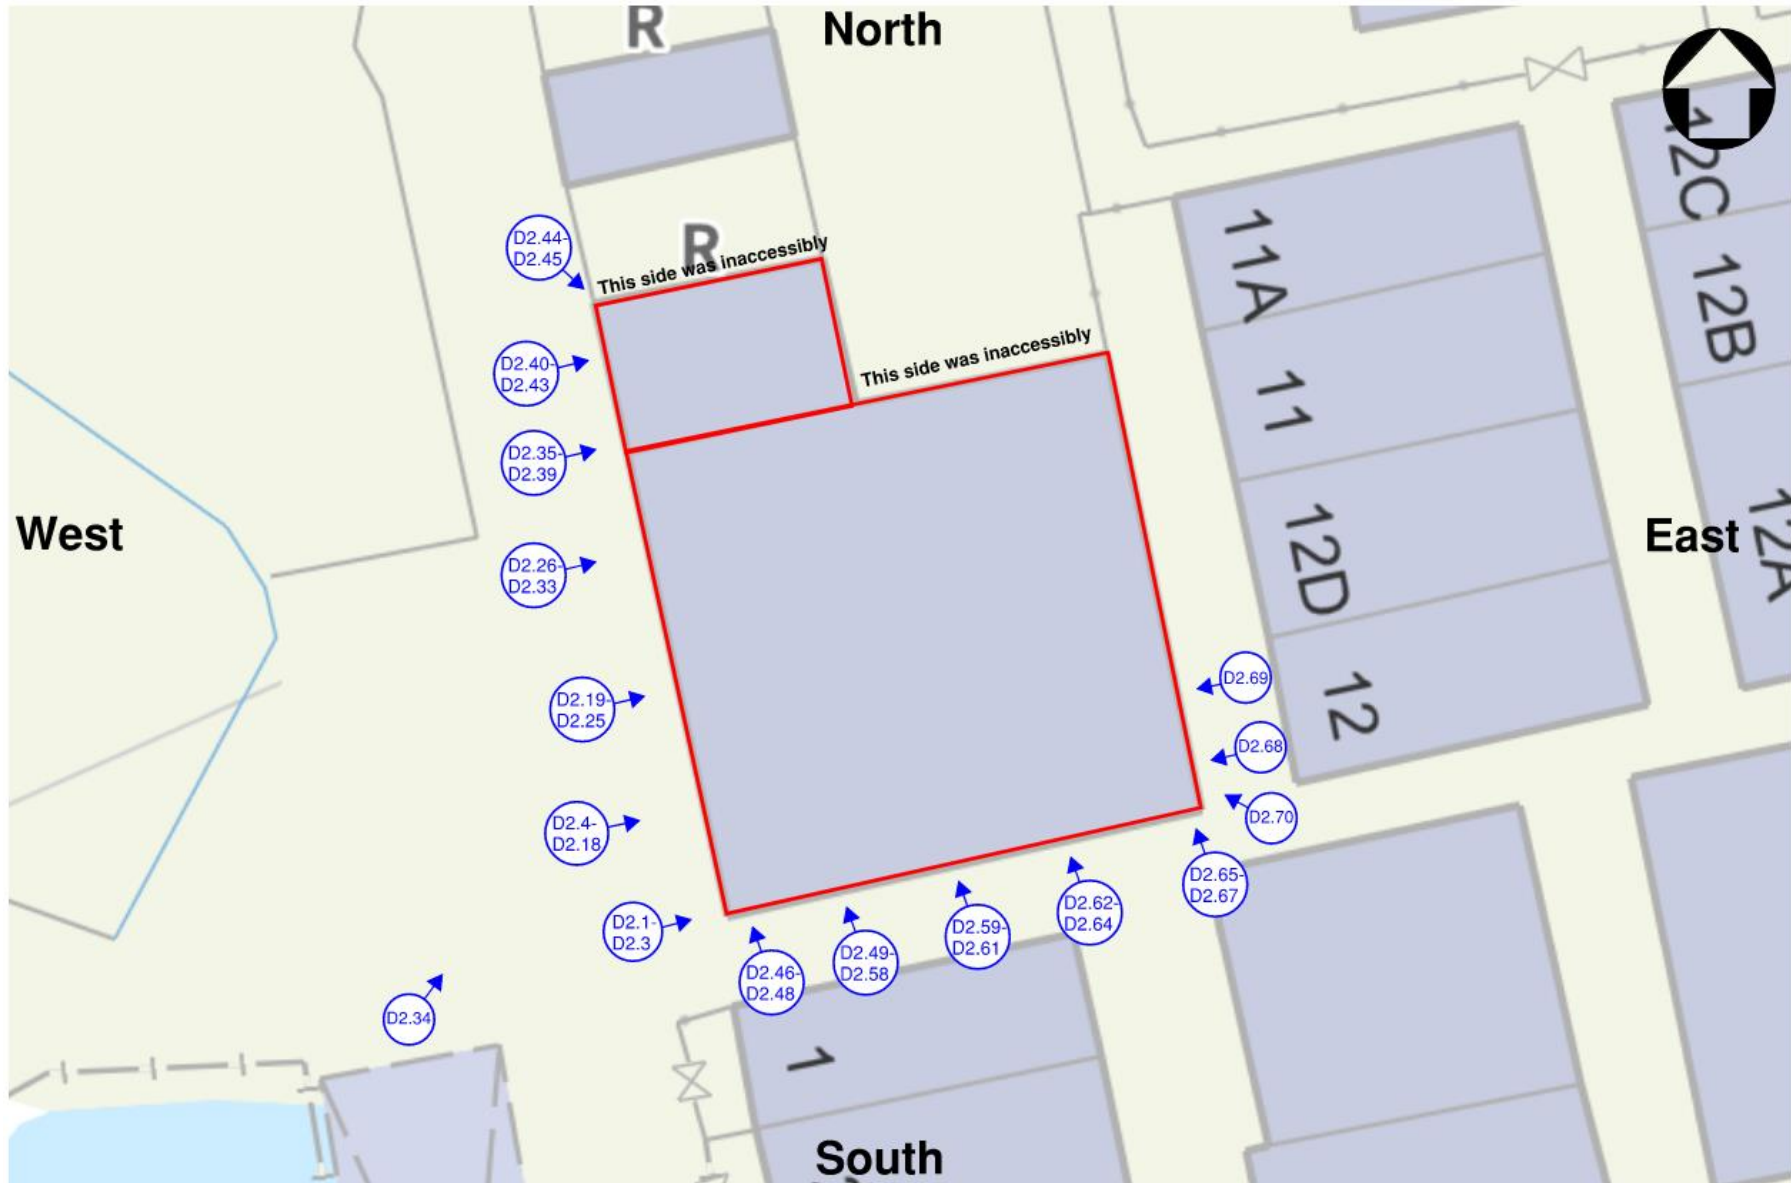 R
North
12C
11A
D2.44-
D2.45
R
This side was inaccessibly
12B
This side was inaccessibly
D2.40-
D2.43
11
D2.35-
D2.39
West
East
12A
12D
D2.26-
D2.33
D2.19-
D2.25
D2.69
12
D2.68
D2.4-
D2.18
D2.70
D2.65-
D2.67
D2.62-
D2.64
D2.1-
D2.3
D2.59-
D2.61
D2.49-
D2.58
D2.46-
D2.48
D2.34
1
South